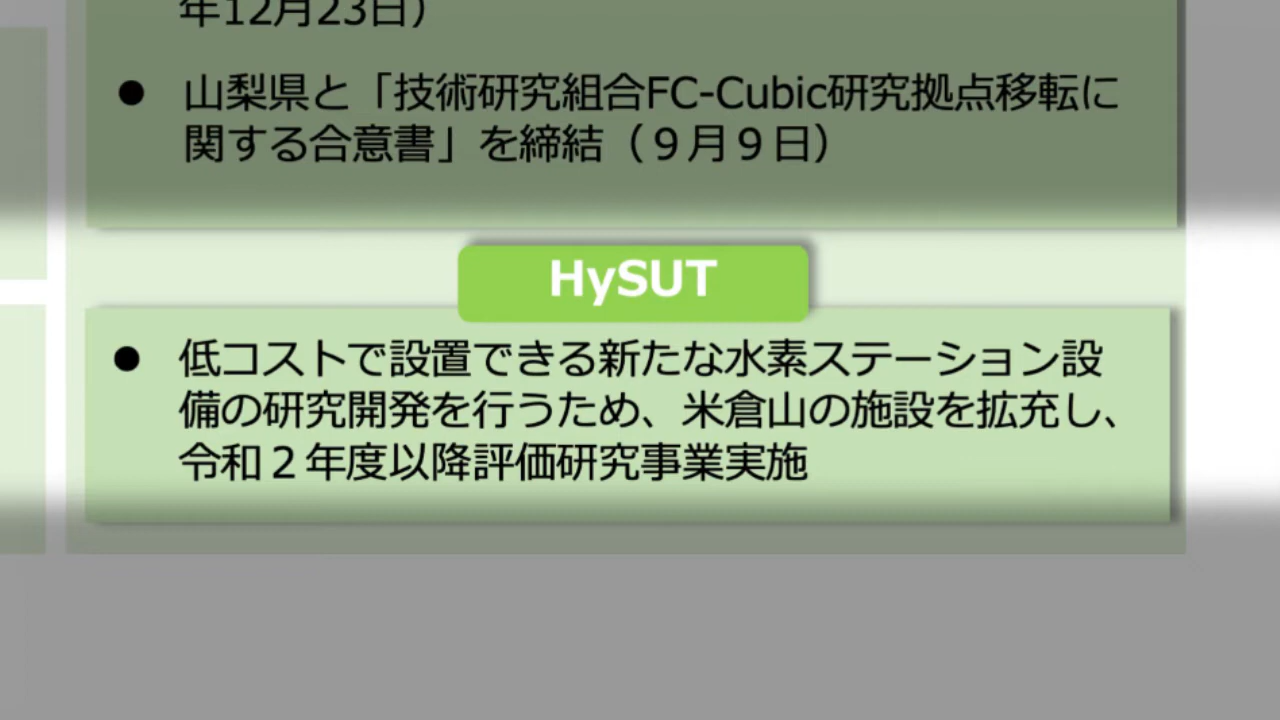 年12月23日）
● 山梨県と「技術研究組合FC-Cubic研究拠点移転に
関する合意書」を締結（９月９日）
HySUT
● 低コストで設置できる新たな水素ステーション設
備の研究開発を行うため、米倉山の施設を拡充し、
令和２年度以降評価研究事業実施